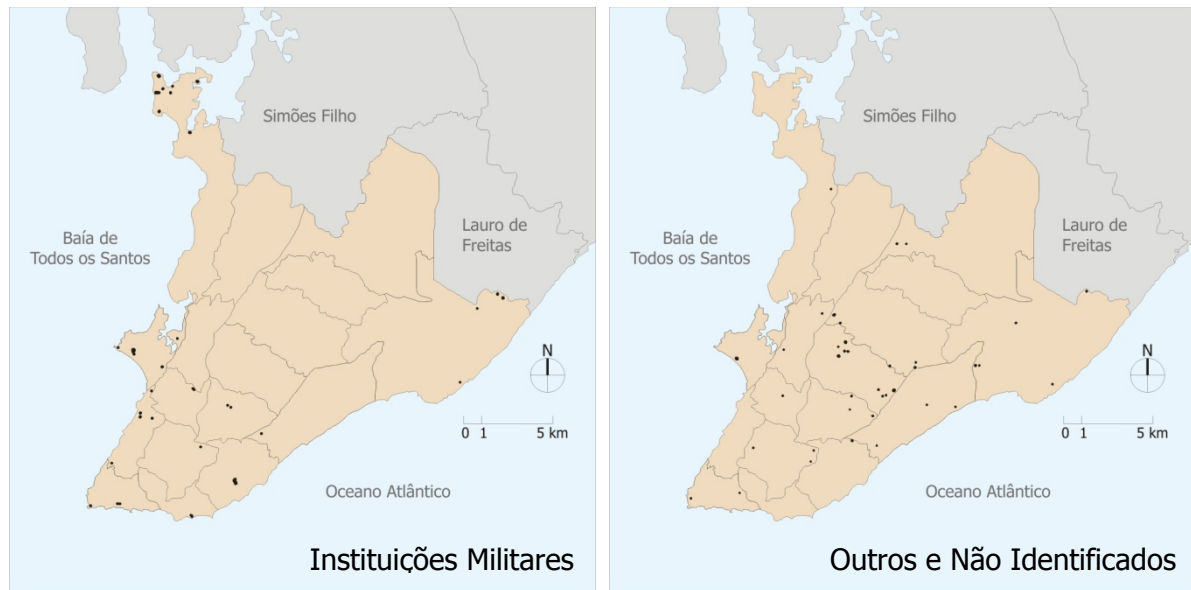 Simões Filho
Lauro de
Freitas
Baía de
Todos os Santos
N
0 1 5 km
Oceano Atlântico
Instituições Militares
Simões Filho
Lauro de
Freitas
Baía de
Todos os Santos
N
0 1 5 km
Oceano Atlântico
Outros e Não Identificados